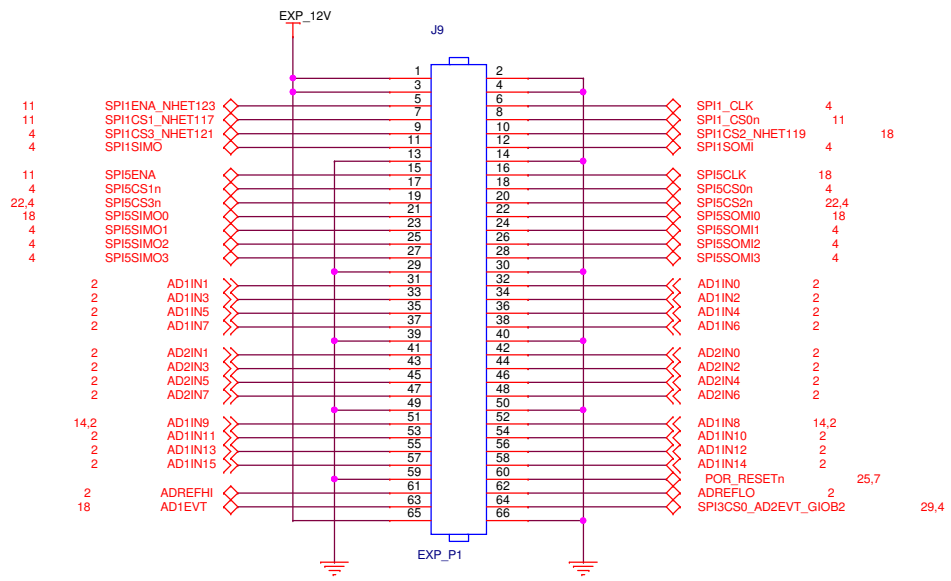 EXP_12V
J9
1 2
3 4
11 SPI1ENA_NHET123 5 6 SPI1_CLK 4
11 SPI1CS1_NHET117 7 8 SPI1_CS0n 11
4 SPI1CS3_NHET121 9 10 SPI1CS2_NHET119 18
4 SPI1SIMO 11 12 SPI1SOMI 4
13 14
11 SPI5ENA 15 16 SPI5CLK 18
4 SPI5CS1n 17 18 SPI5CS0n 4
22,4 SPI5CS3n 19 20 SPI5CS2n 22,4
18 SPI5SIMO0 21 22 SPI5SOMI0 18
4 SPI5SIMO1 23 24 SPI5SOMI1 4
4 SPI5SIMO2 25 26 SPI5SOMI2 4
4 SPI5SIMO3 27 28 SPI5SOMI3 4
29 30
2 AD1IN1 31 32 AD1IN0 2
2 AD1IN3 33 34 AD1IN2 2
2 AD1IN5 35 36 AD1IN4 2
2 AD1IN7 37 38 AD1IN6 2
39 40
2 AD2IN1 41 42 AD2IN0 2
2 AD2IN3 43 44 AD2IN2 2
2 AD2IN5 45 46 AD2IN4 2
2 AD2IN7 47 48 AD2IN6 2
49 50
14,2 AD1IN9 51 52 AD1IN8 14,2
2 AD1IN11 53 54 AD1IN10 2
2 AD1IN13 55 56 AD1IN12 2
2 AD1IN15 57 58 AD1IN14 2
59 60 POR_RESETn 25,7
2 ADREFHI 61 62 ADREFLO 2
18 AD1EVT 63 64 SPI3CS0_AD2EVT_GIOB2 29,4
65 66
EXP_P1